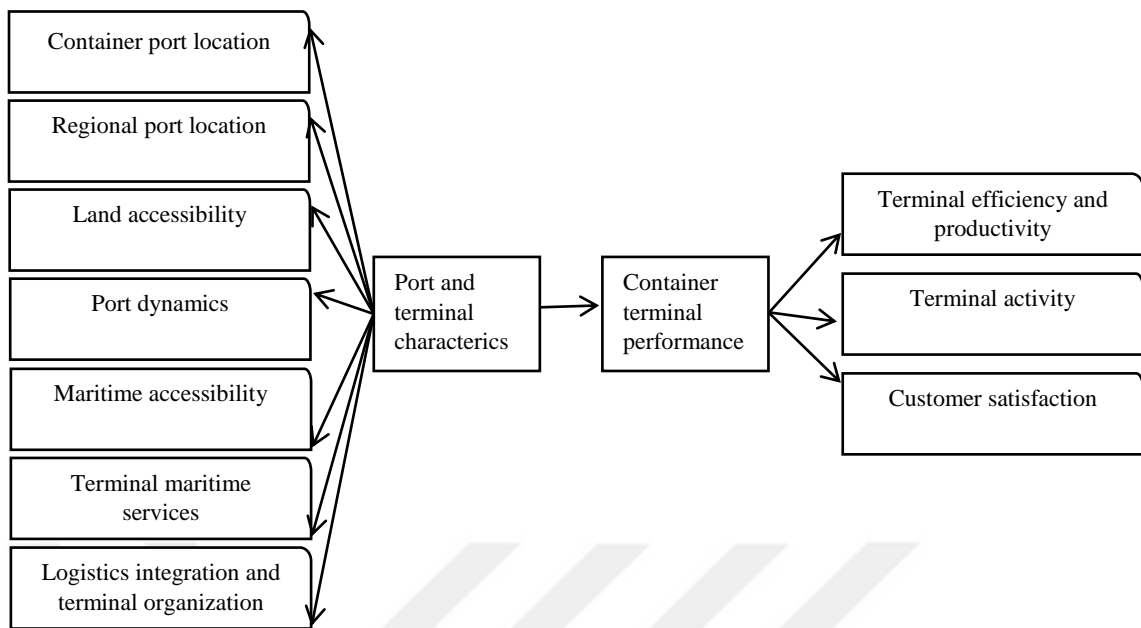 Container port location
Regional port location
Land accessibility
Port dynamics
Maritime accessibility
Terminal maritime
services
Logistics integration and
terminal organization
Port and
terminal
characterics
Container
terminal
performance
Terminal efficiency and
productivity
Terminal activity
Customer satisfaction